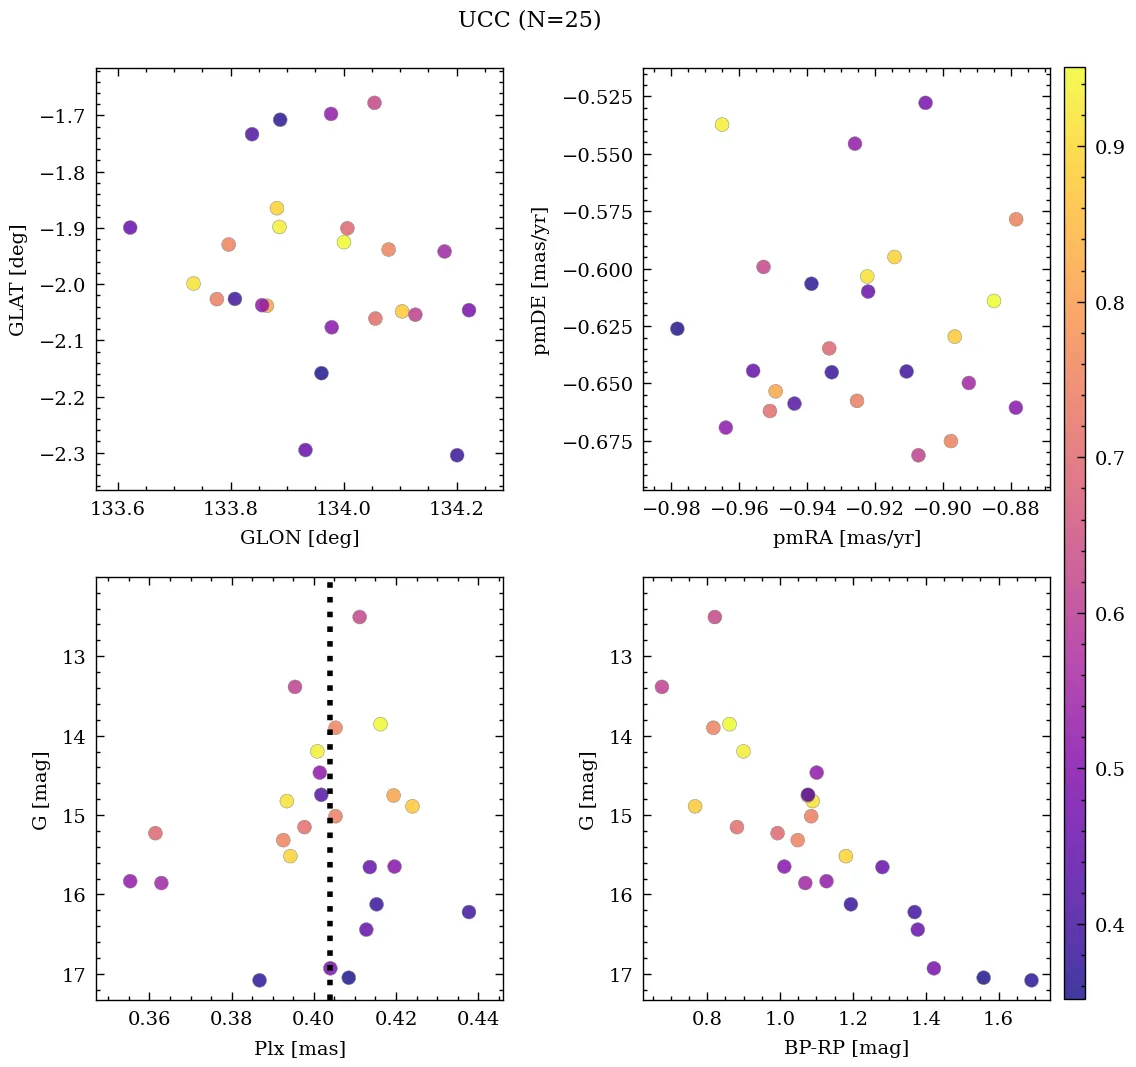 UCC (N=25)
−1.7
−1.8
−1.9
−2.0
−2.1
−2.2
−2.3
GLAT [deg]
133.6 133.8 134.0 134.2
GLON [deg]
−0.525
−0.550
−0.575
−0.600
−0.625
−0.650
−0.675
pmDE [mas/yr]
−0.98 −0.96 −0.94 −0.92 −0.90 −0.88
pmRA [mas/yr]
0.9
0.8
0.7
0.6
0.5
0.4
13
14
15
16
17
G [mag]
0.36 0.38 0.40 0.42 0.44
Plx [mas]
13
14
15
16
17
G [mag]
0.8 1.0 1.2 1.4 1.6
BP-RP [mag]